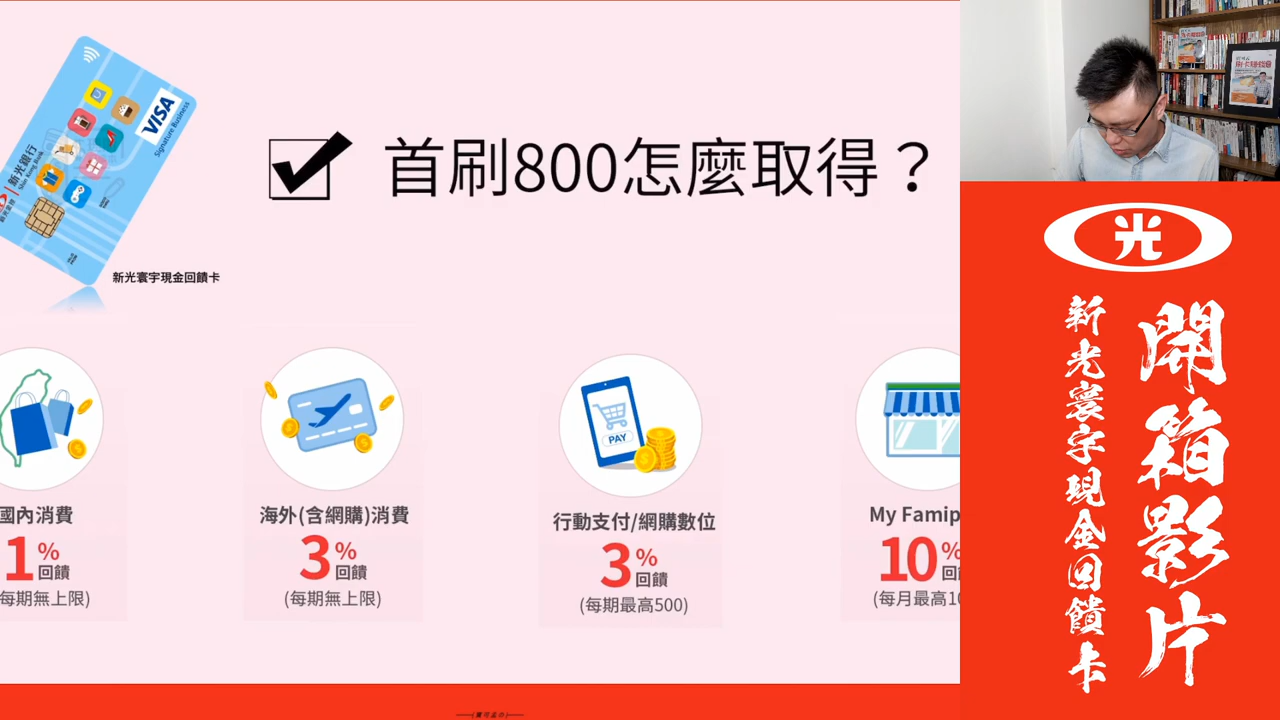 VISA
Signature Business
新光銀行
Shin Kong Bank
新光寰宇現金回饋卡
首刷800怎麼取得？
國內消費
1%
回饋
每期無上限)
海外(含網購)消費
3%
回饋
(每期無上限)
PAY
行動支付/網購數位
3%
回饋
(每期最高500)
My Famip
10%
回
(每月最高1
光
開箱影片
新光寰宇現金回饋卡